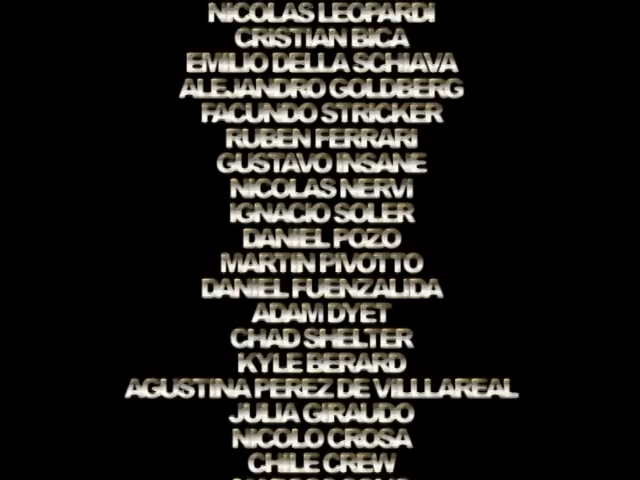 NICOLAS LEOPARDI
CRISTIAN BICA
EMILIO DELLA SCHIAVA
ALEJANDRO GOLDBERG
FACUNDO STRICKER
RUBEN FERRARI
GUSTAVO INSANE
NICOLAS NERVI
IGNACIO SOLER
DANIEL POZO
MARTIN PIVOTTO
DANIEL FUENZALIDA
ADAM DYET
CHAD SHELTER
KYLE BERARD
AGUSTINA PEREZ DE VILLLAREAL
JULIA GIRAUDO
NICOLO CROSA
CHILE CREW